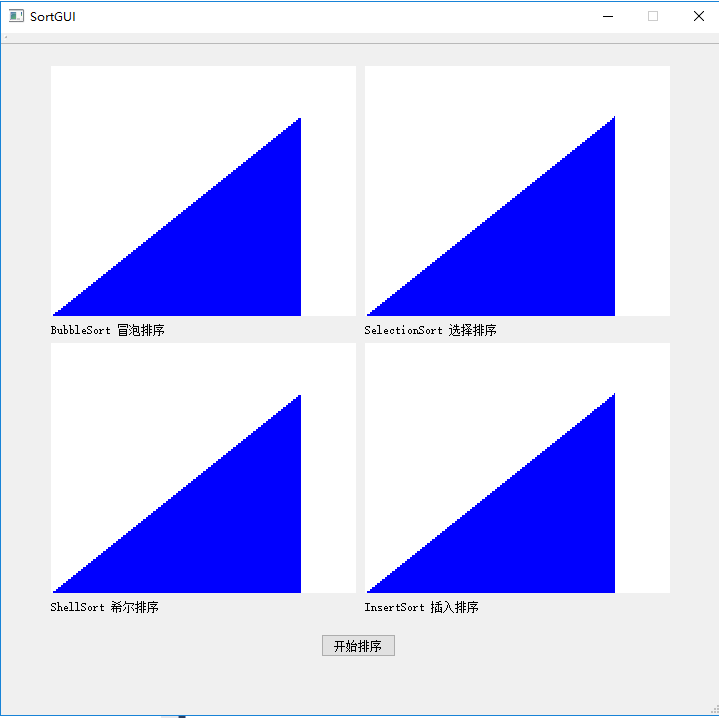 SortGUI
BubbleSort 冒泡排序
SelectionSort 选择排序
ShellSort 希尔排序
InsertSort 插入排序
开始排序